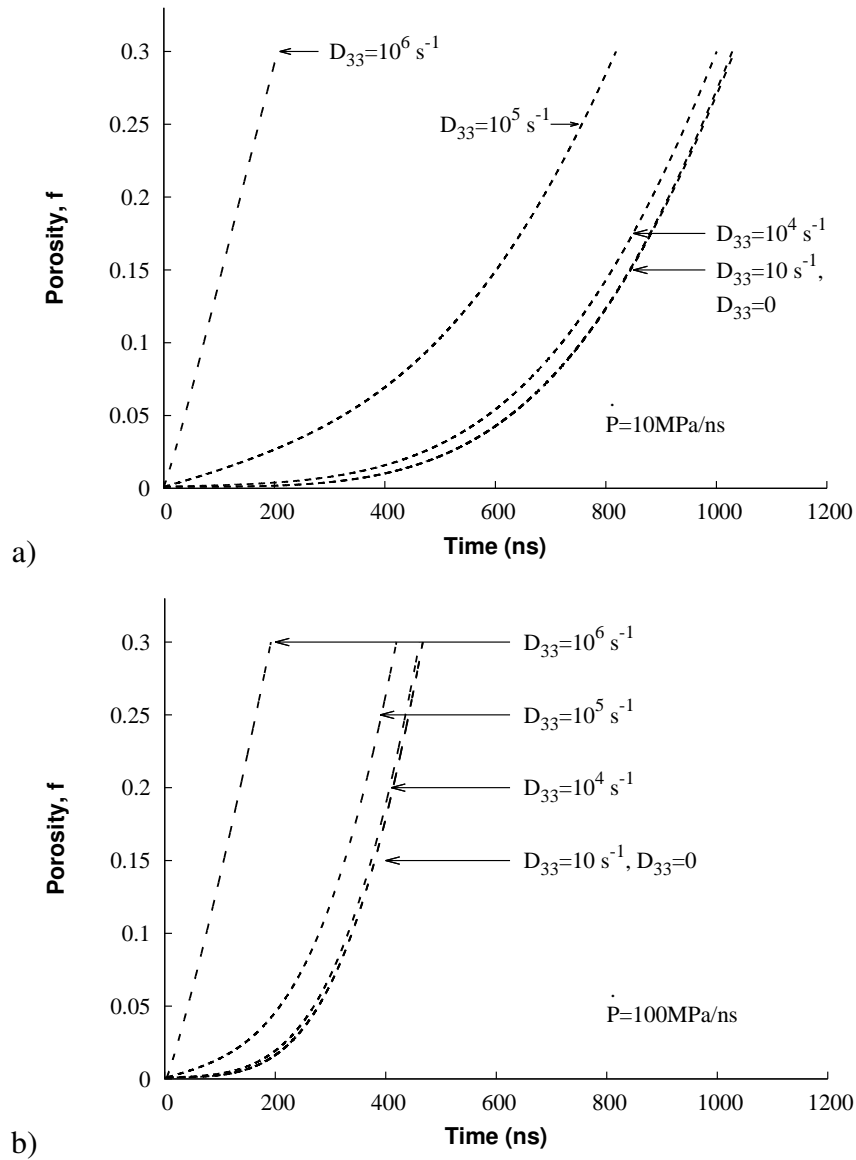 0.3
0.25
0.2
0.15
0.1
0.05
0
Porosity, f
D33=10^6 s^-1
D33=10^5 s^-1
D33=10^4 s^-1
D33=10 s^-1,
D33=0
Ṗ=10MPa/ns
0 200 400 600 800 1000 1200
Time (ns)
a)
0.3
0.25
0.2
0.15
0.1
0.05
0
Porosity, f
D33=10^6 s^-1
D33=10^5 s^-1
D33=10^4 s^-1
D33=10 s^-1, D33=0
Ṗ=100MPa/ns
0 200 400 600 800 1000 1200
Time (ns)
b)